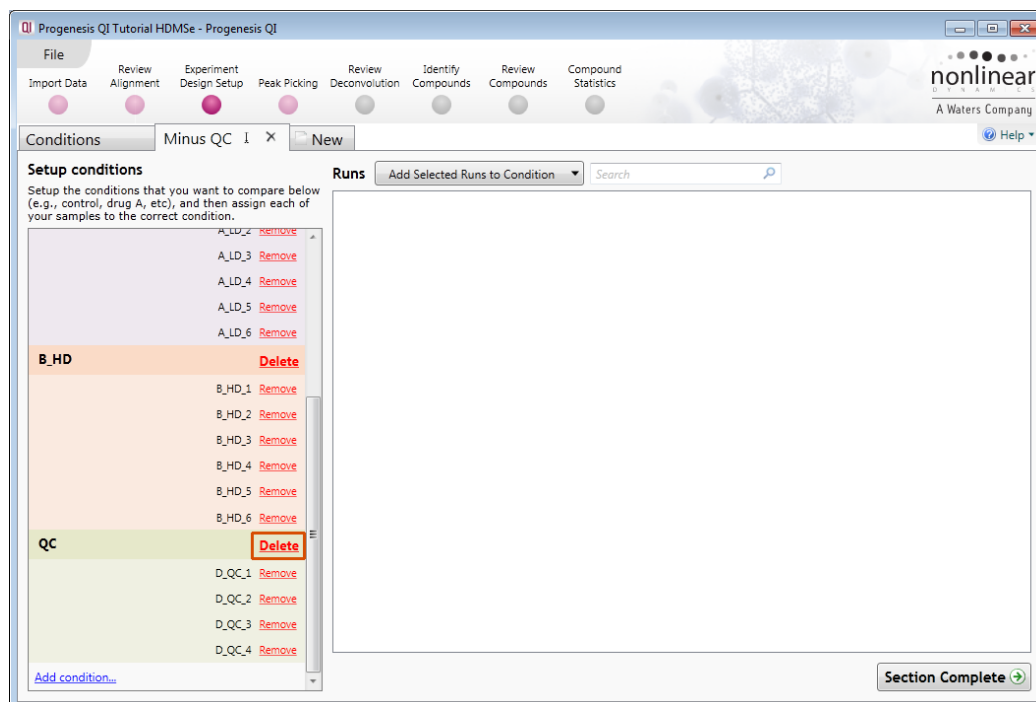 QI Progenesis QI Tutorial HDMSe - Progenesis QI
File
Import Data
Review Alignment
Experiment Design Setup
Peak Picking
Review Deconvolution
Identify Compounds
Review Compounds
Compound Statistics
nonlinear
DYNAMICS
A Waters Company
Conditions
Minus QC
New
Help
Setup conditions
Setup the conditions that you want to compare below
(e.g., control, drug A, etc), and then assign each of
your samples to the correct condition.
A_LD_2 Remove
A_LD_3 Remove
A_LD_4 Remove
A_LD_5 Remove
A_LD_6 Remove
B_HD Delete
B_HD_1 Remove
B_HD_2 Remove
B_HD_3 Remove
B_HD_4 Remove
B_HD_5 Remove
B_HD_6 Remove
QC Delete
D_QC_1 Remove
D_QC_2 Remove
D_QC_3 Remove
D_QC_4 Remove
Add condition...
Runs
Add Selected Runs to Condition
Search
Section Complete